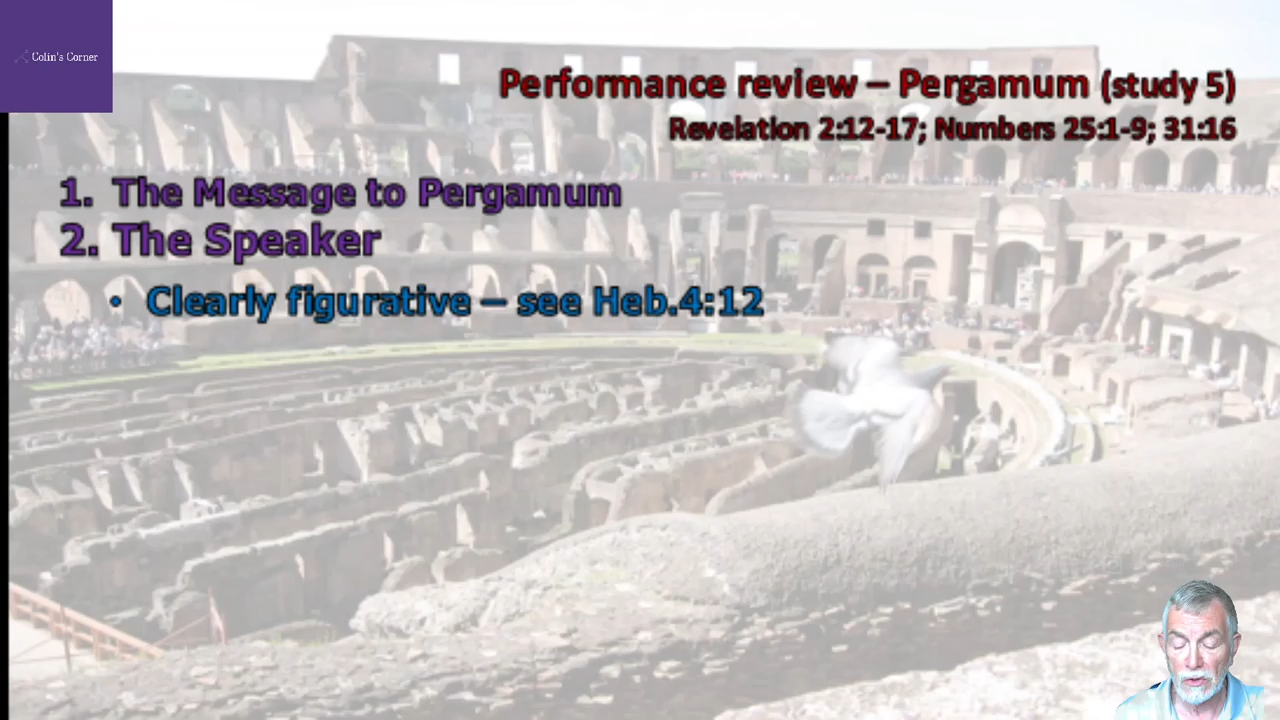 Colin's Corner
Performance review – Pergamum (study 5)
Revelation 2:12-17; Numbers 25:1-9; 31:16
1. The Message to Pergamum
2. The Speaker
• Clearly figurative – see Heb.4:12